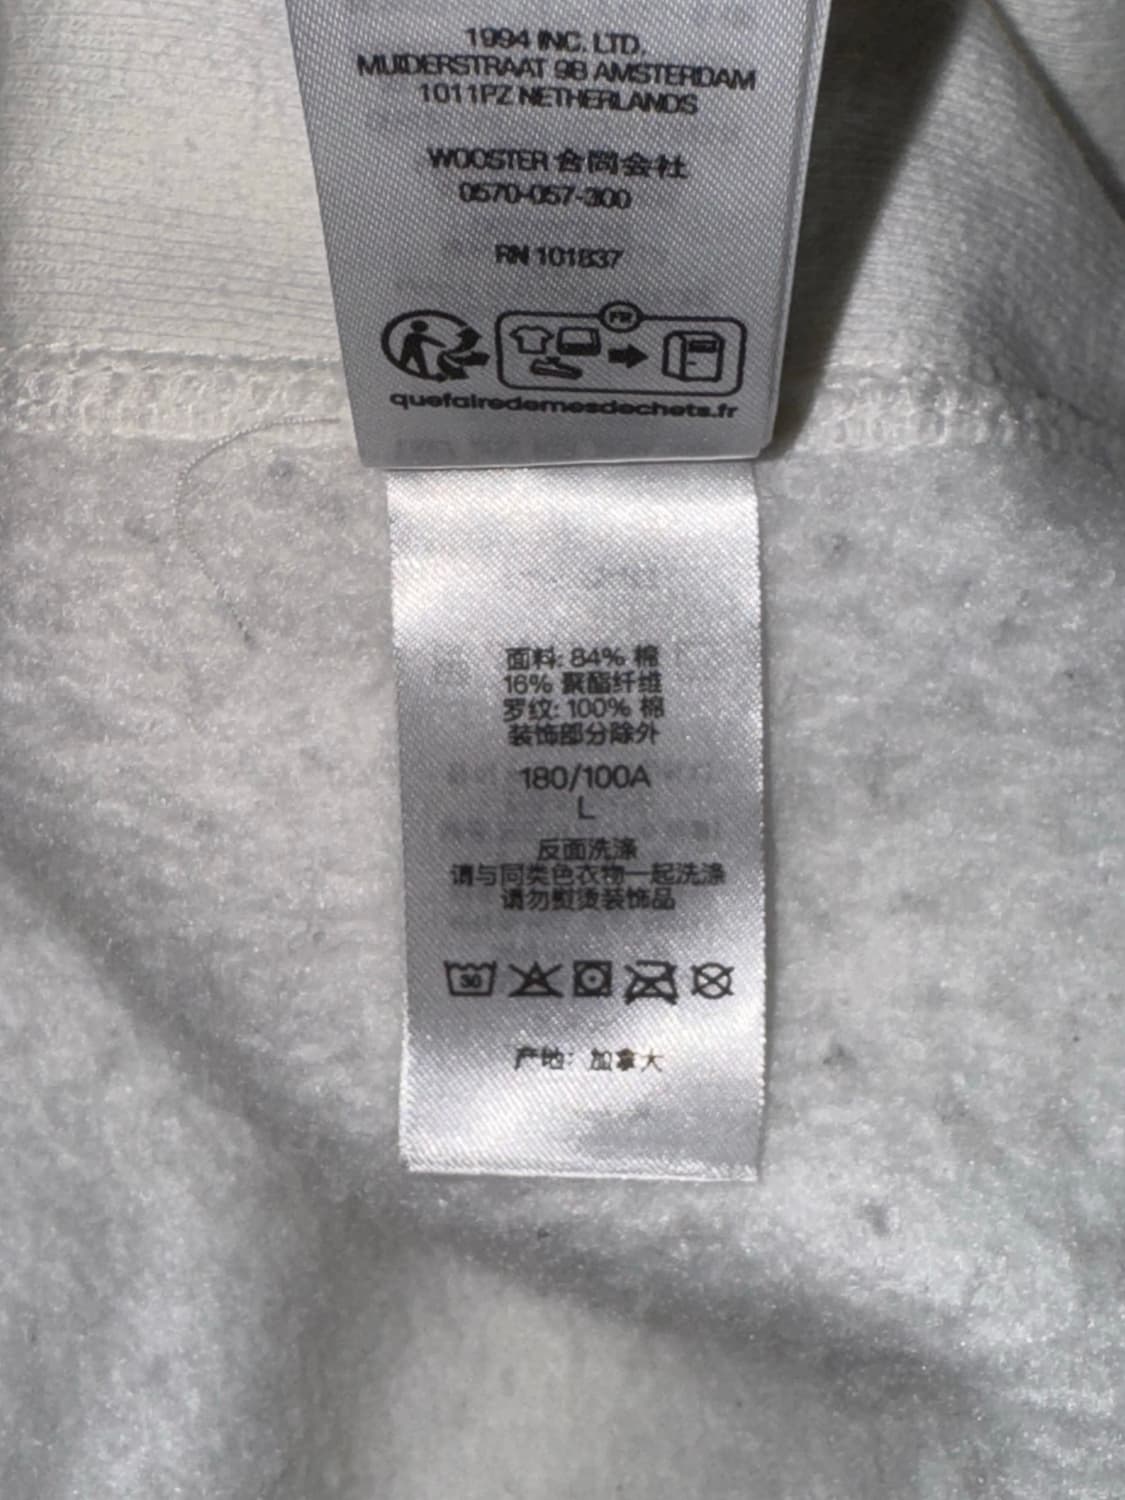 1994 INC. LTD.
MUIDERSTRAAT 9B AMSTERDAM
1011PZ NETHERLANDS
WOOSTER 合同会社
0570-057-300
RN 101837
FR
quefairedemesdechets.fr
面料: 84% 棉
16% 聚酯纤维
罗纹: 100% 棉
装饰部分除外
180/100A
L
反面洗涤
请与同类色衣物一起洗涤
请勿熨烫装饰品
30
产地: 加拿大